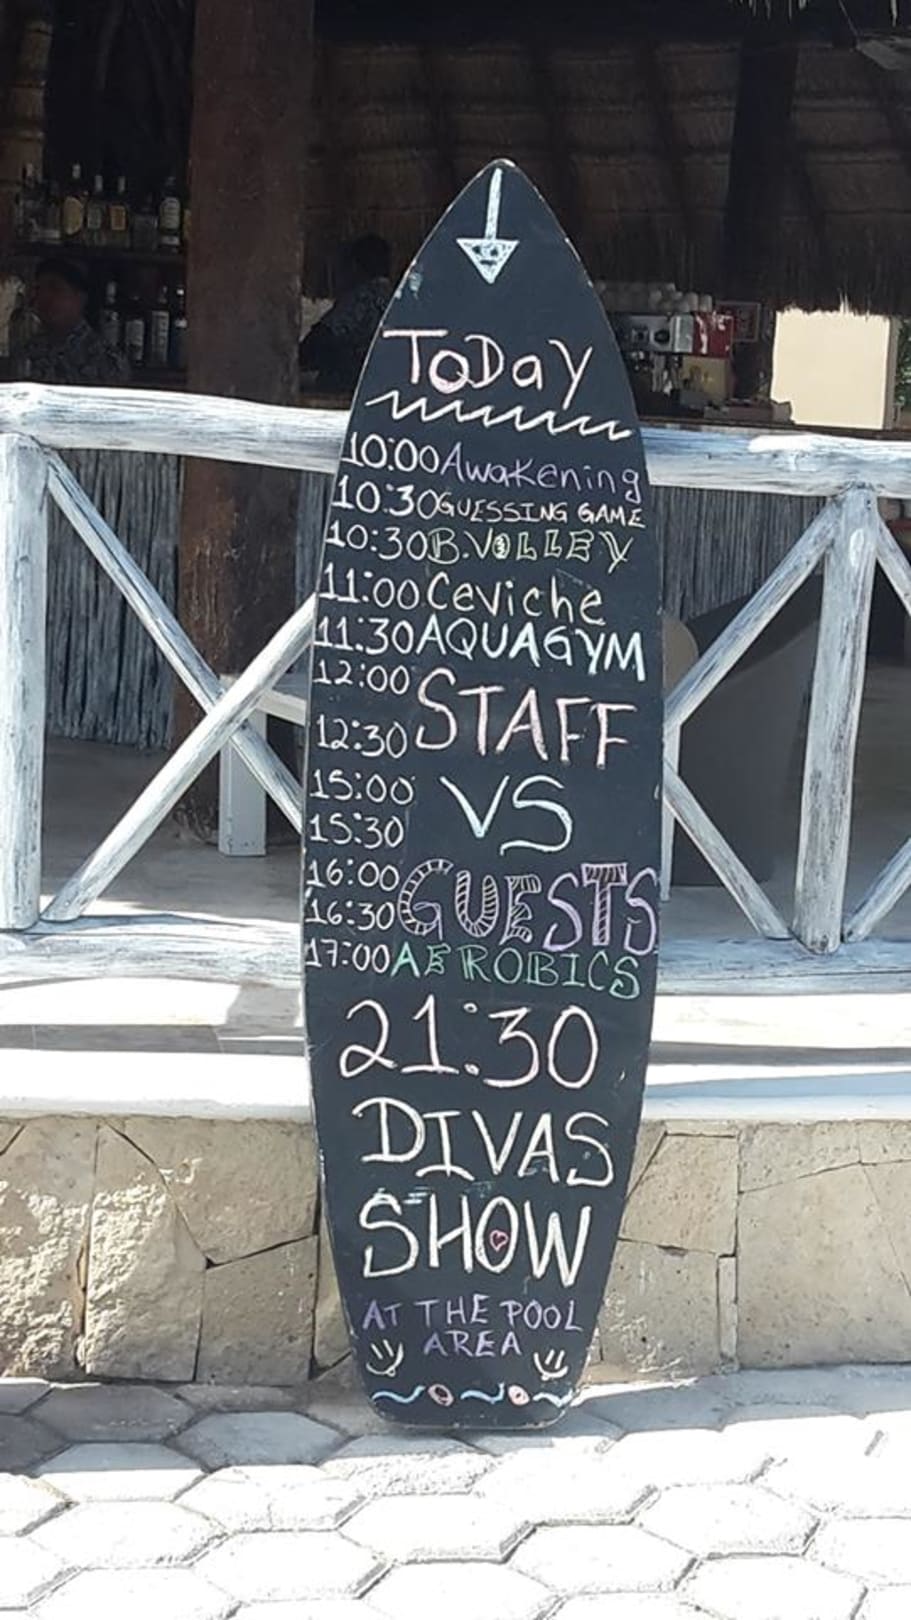 TODay
10:00 Awakening
10:30 GUESSING GAME
10:30 B.VOLLEY
11:00 Ceviche
11:30 AQUAGYM
12:00
STAFF
12:30
15:00
VS
15:30
16:00
GUESTS
16:30
17:00 AEROBICS
21:30
DIVAS
SHOW
AT THE POOL
AREA